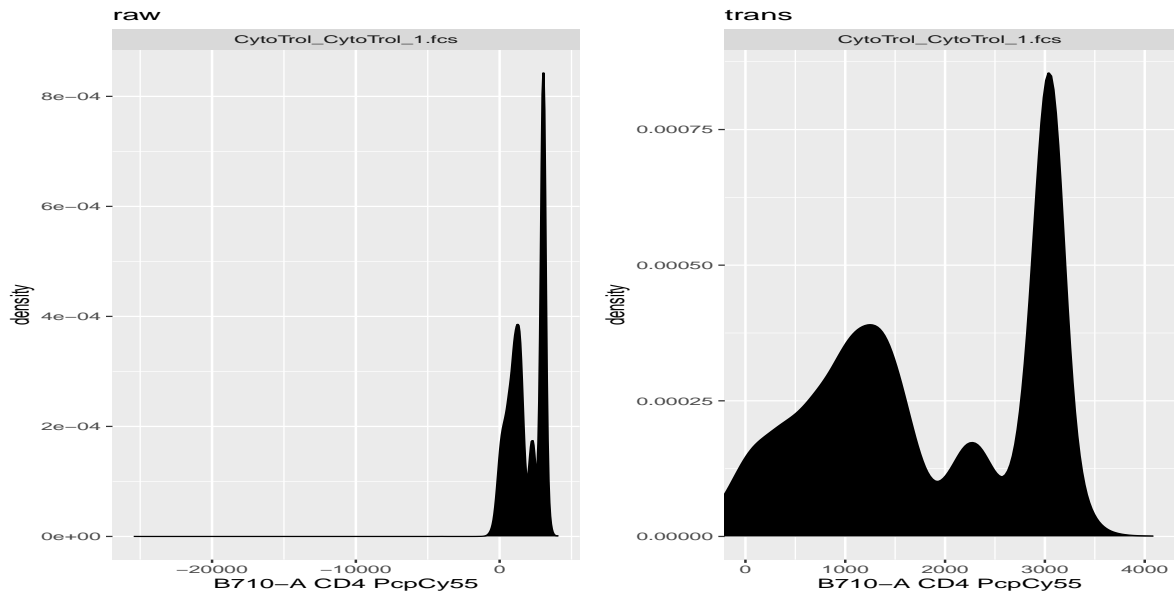 raw
CytoTrol_CytoTrol_1.fcs
8e−04
6e−04
4e−04
2e−04
0e+00
density
−20000 −10000 0
B710−A CD4 PcpCy55
trans
CytoTrol_CytoTrol_1.fcs
0.00075
0.00050
0.00025
0.00000
density
0 1000 2000 3000 4000
B710−A CD4 PcpCy55